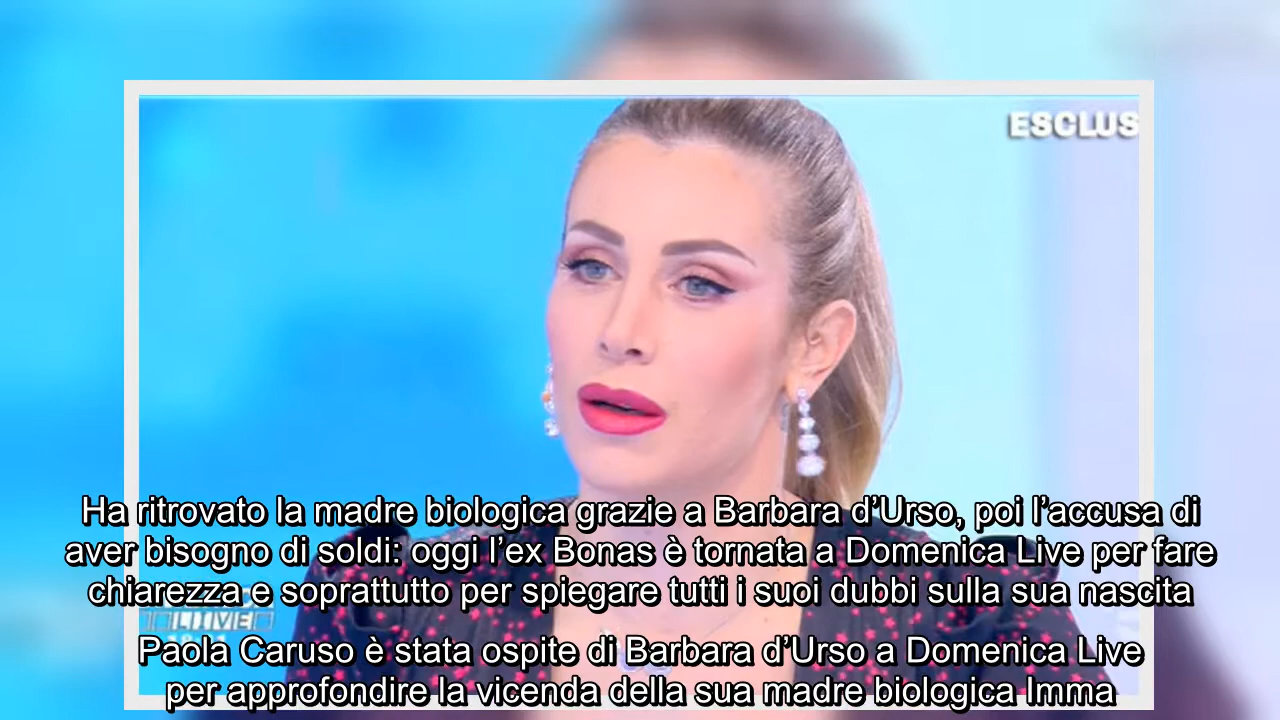 ESCLUS
Ha ritrovato la madre biologica grazie a Barbara d’Urso, poi l’accusa di
aver bisogno di soldi: oggi l’ex Bonas è tornata a Domenica Live per fare
chiarezza e soprattutto per spiegare tutti i suoi dubbi sulla sua nascita
LIVE
Paola Caruso è stata ospite di Barbara d’Urso a Domenica Live
per approfondire la vicenda della sua madre biologica Imma